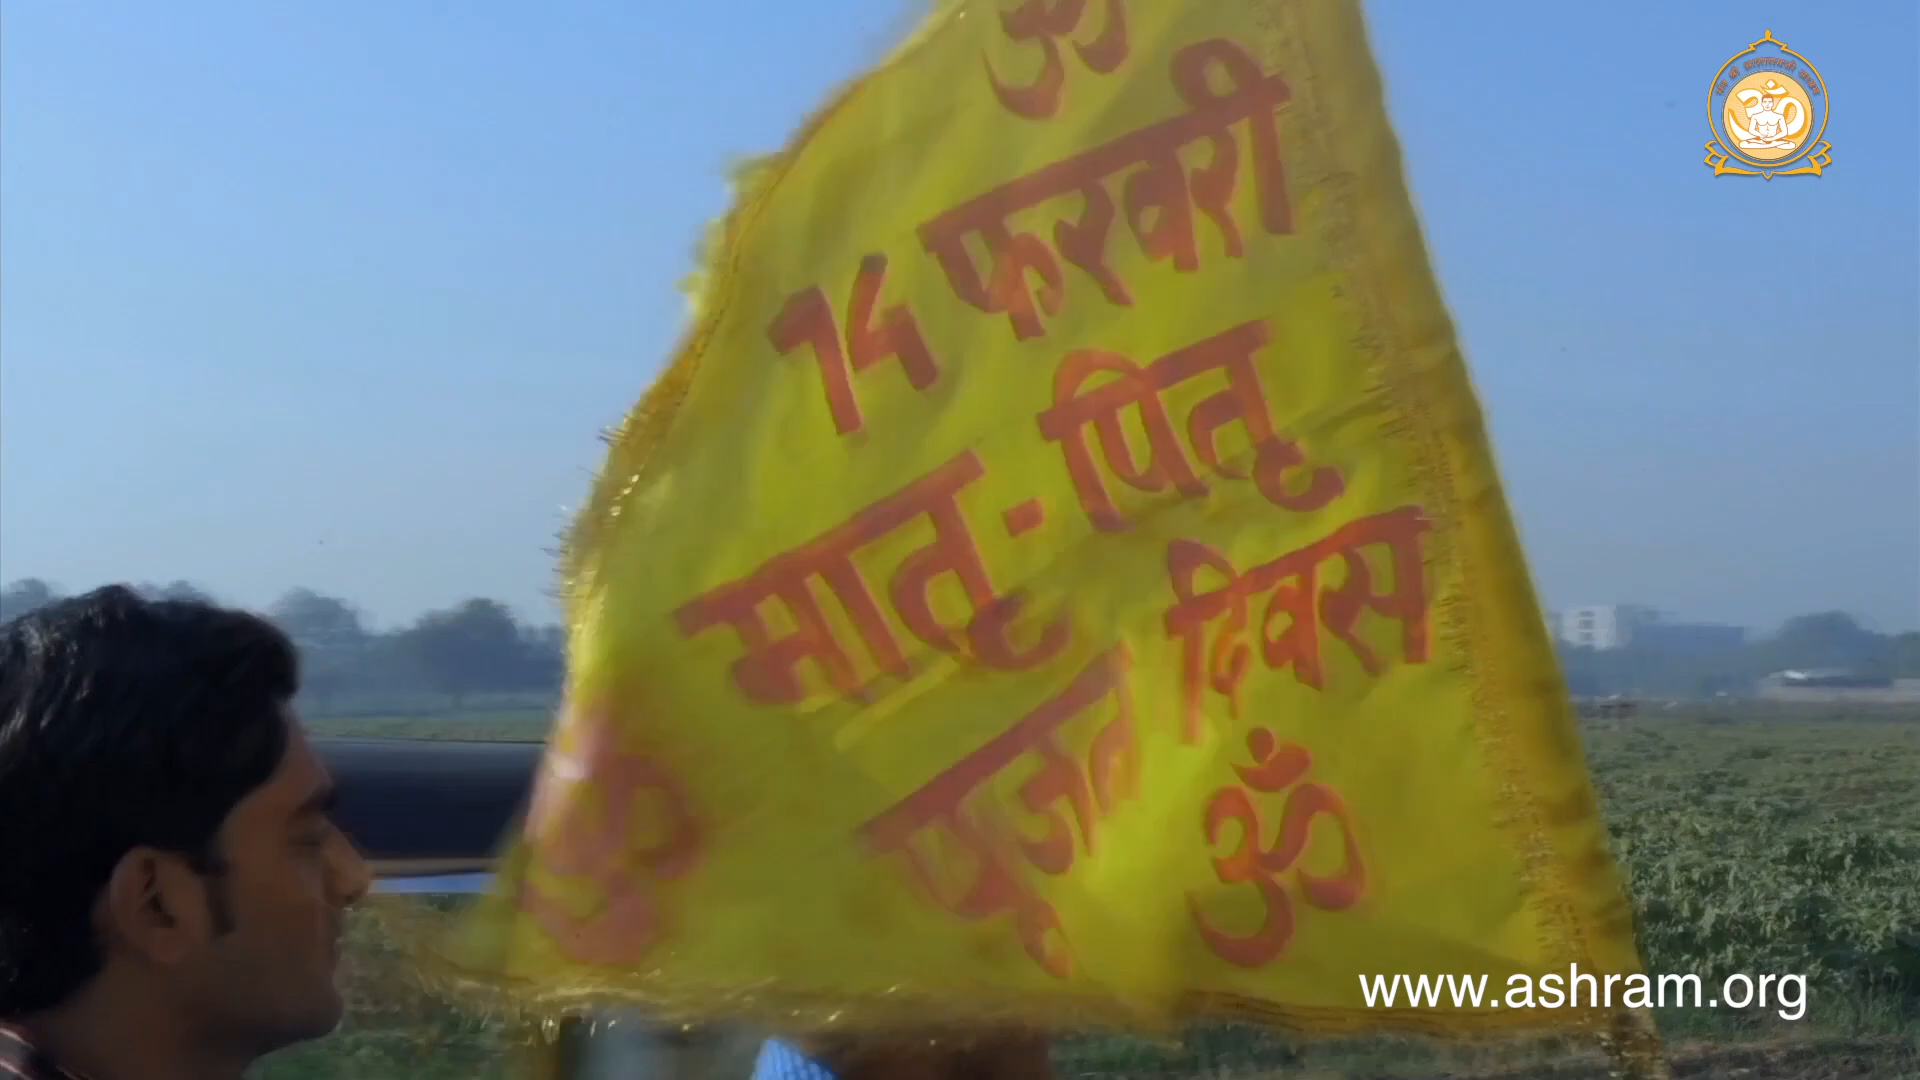 ॐ
14 फरवरी
मातृ-पितृ
पूजन दिवस
ॐ
ॐ
www.ashram.org